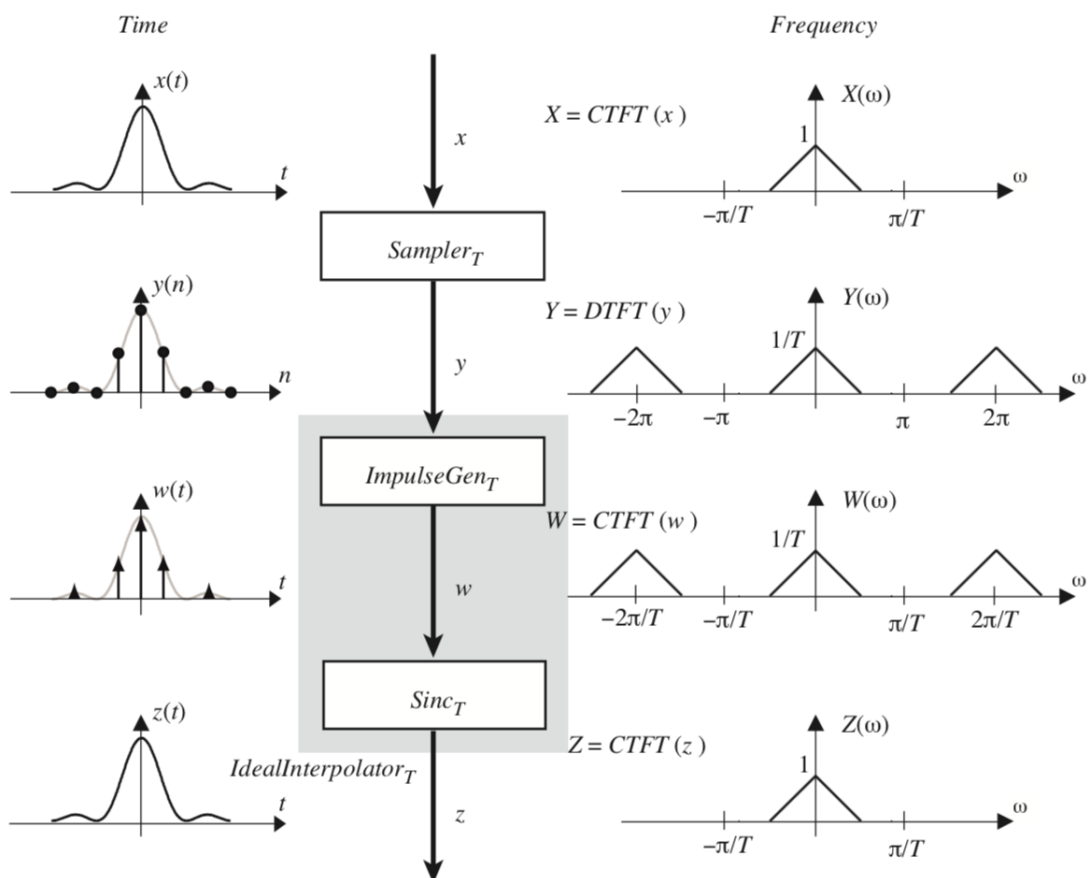 Time
Frequency
x(t)
t
x
X = CTFT (x)
X(ω)
1
ω
−π/T
π/T
Sampler_T
y(n)
n
y
Y = DTFT (y)
Y(ω)
1/T
ω
−2π
−π
π
2π
ImpulseGen_T
w(t)
t
w
W = CTFT (w)
W(ω)
1/T
ω
−2π/T
−π/T
π/T
2π/T
Sinc_T
IdealInterpolator_T
z(t)
t
z
Z = CTFT (z)
Z(ω)
1
ω
−π/T
π/T